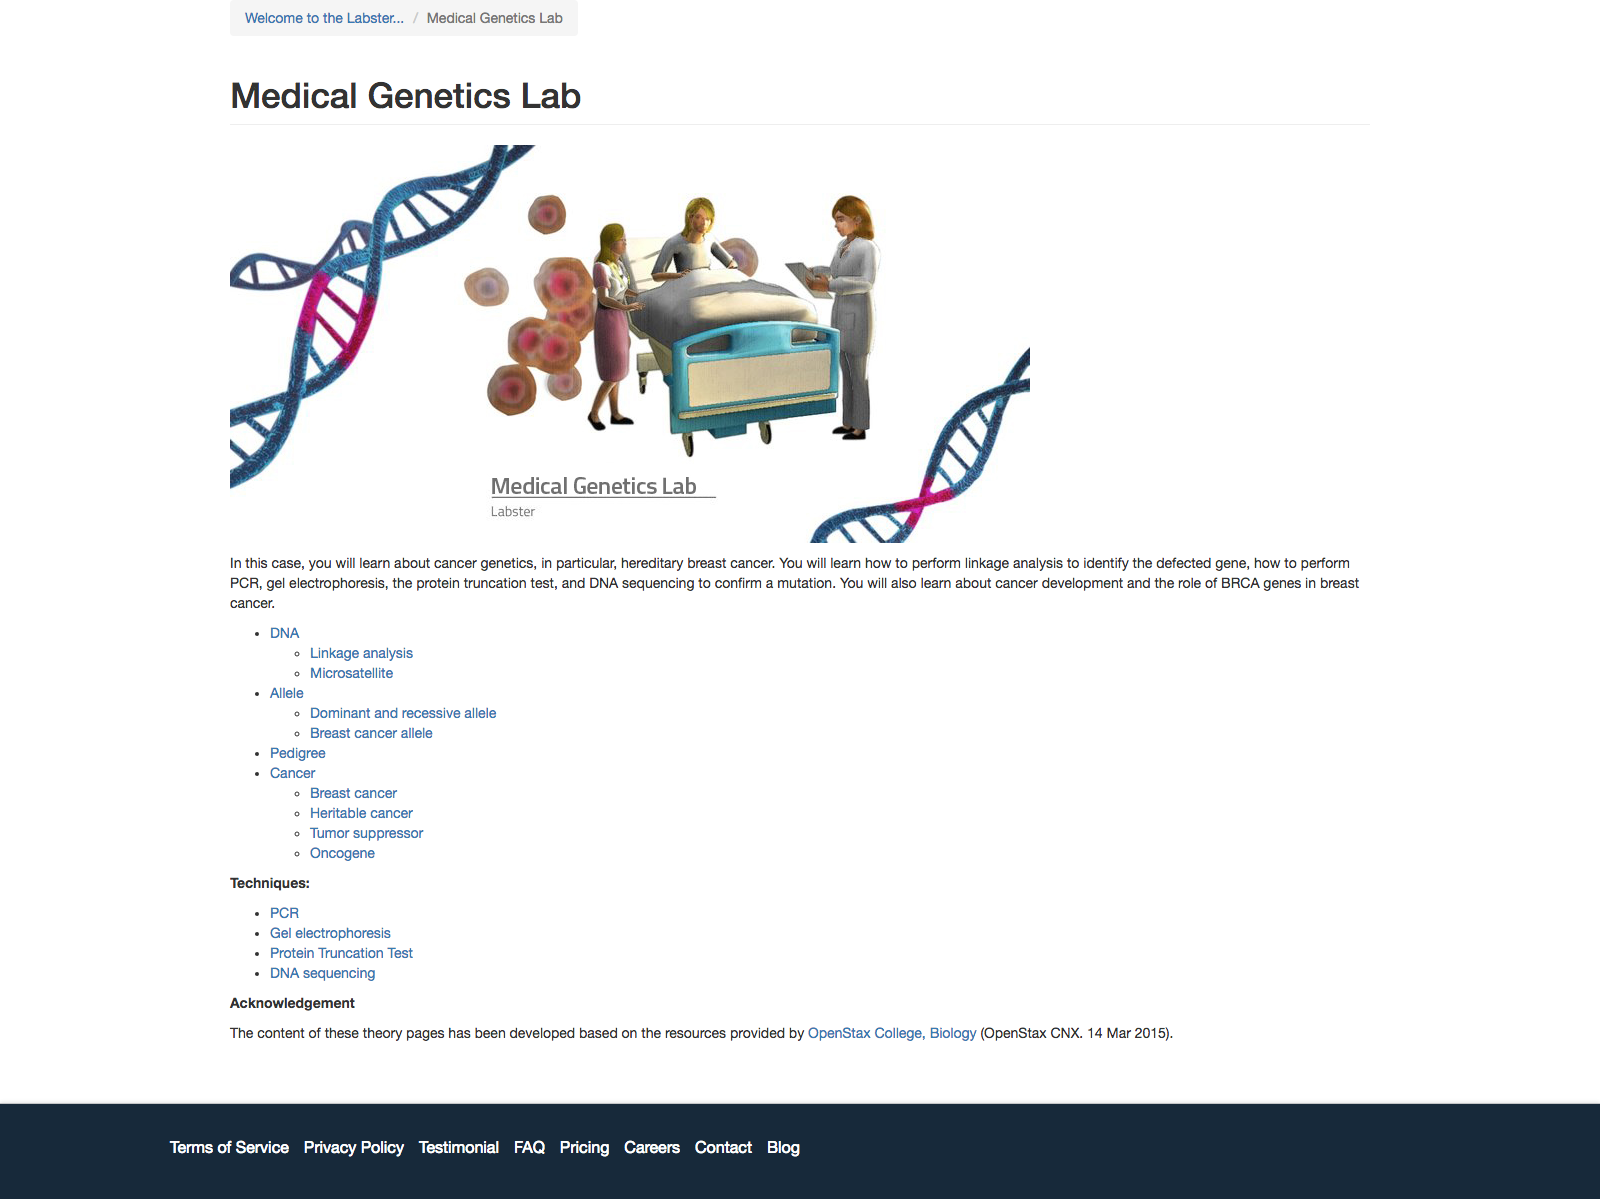 Welcome to the Labster... / Medical Genetics Lab
Medical Genetics Lab
Medical Genetics Lab
Labster
In this case, you will learn about cancer genetics, in particular, hereditary breast cancer. You will learn how to perform linkage analysis to identify the defected gene, how to perform
PCR, gel electrophoresis, the protein truncation test, and DNA sequencing to confirm a mutation. You will also learn about cancer development and the role of BRCA genes in breast
cancer.
DNA
Linkage analysis
Microsatellite
Allele
Dominant and recessive allele
Breast cancer allele
Pedigree
Cancer
Breast cancer
Heritable cancer
Tumor suppressor
Oncogene
Techniques:
PCR
Gel electrophoresis
Protein Truncation Test
DNA sequencing
Acknowledgement
The content of these theory pages has been developed based on the resources provided by OpenStax College, Biology (OpenStax CNX. 14 Mar 2015).
Terms of Service Privacy Policy Testimonial FAQ Pricing Careers Contact Blog